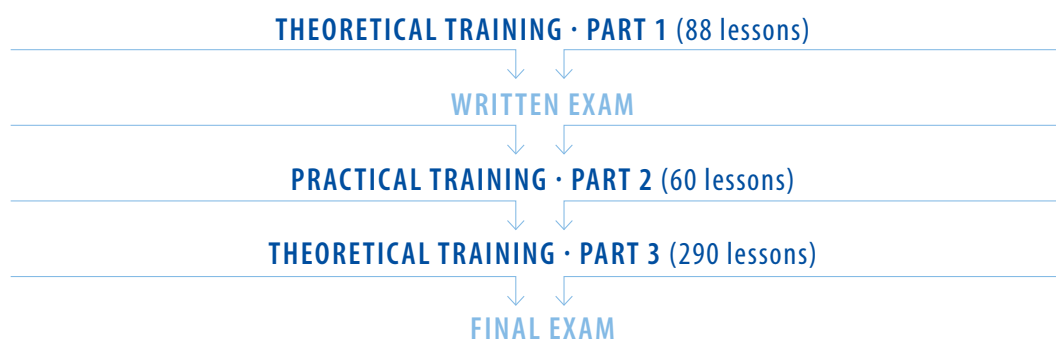 THEORETICAL TRAINING · PART 1 (88 lessons)
WRITTEN EXAM
PRACTICAL TRAINING · PART 2 (60 lessons)
THEORETICAL TRAINING · PART 3 (290 lessons)
FINAL EXAM